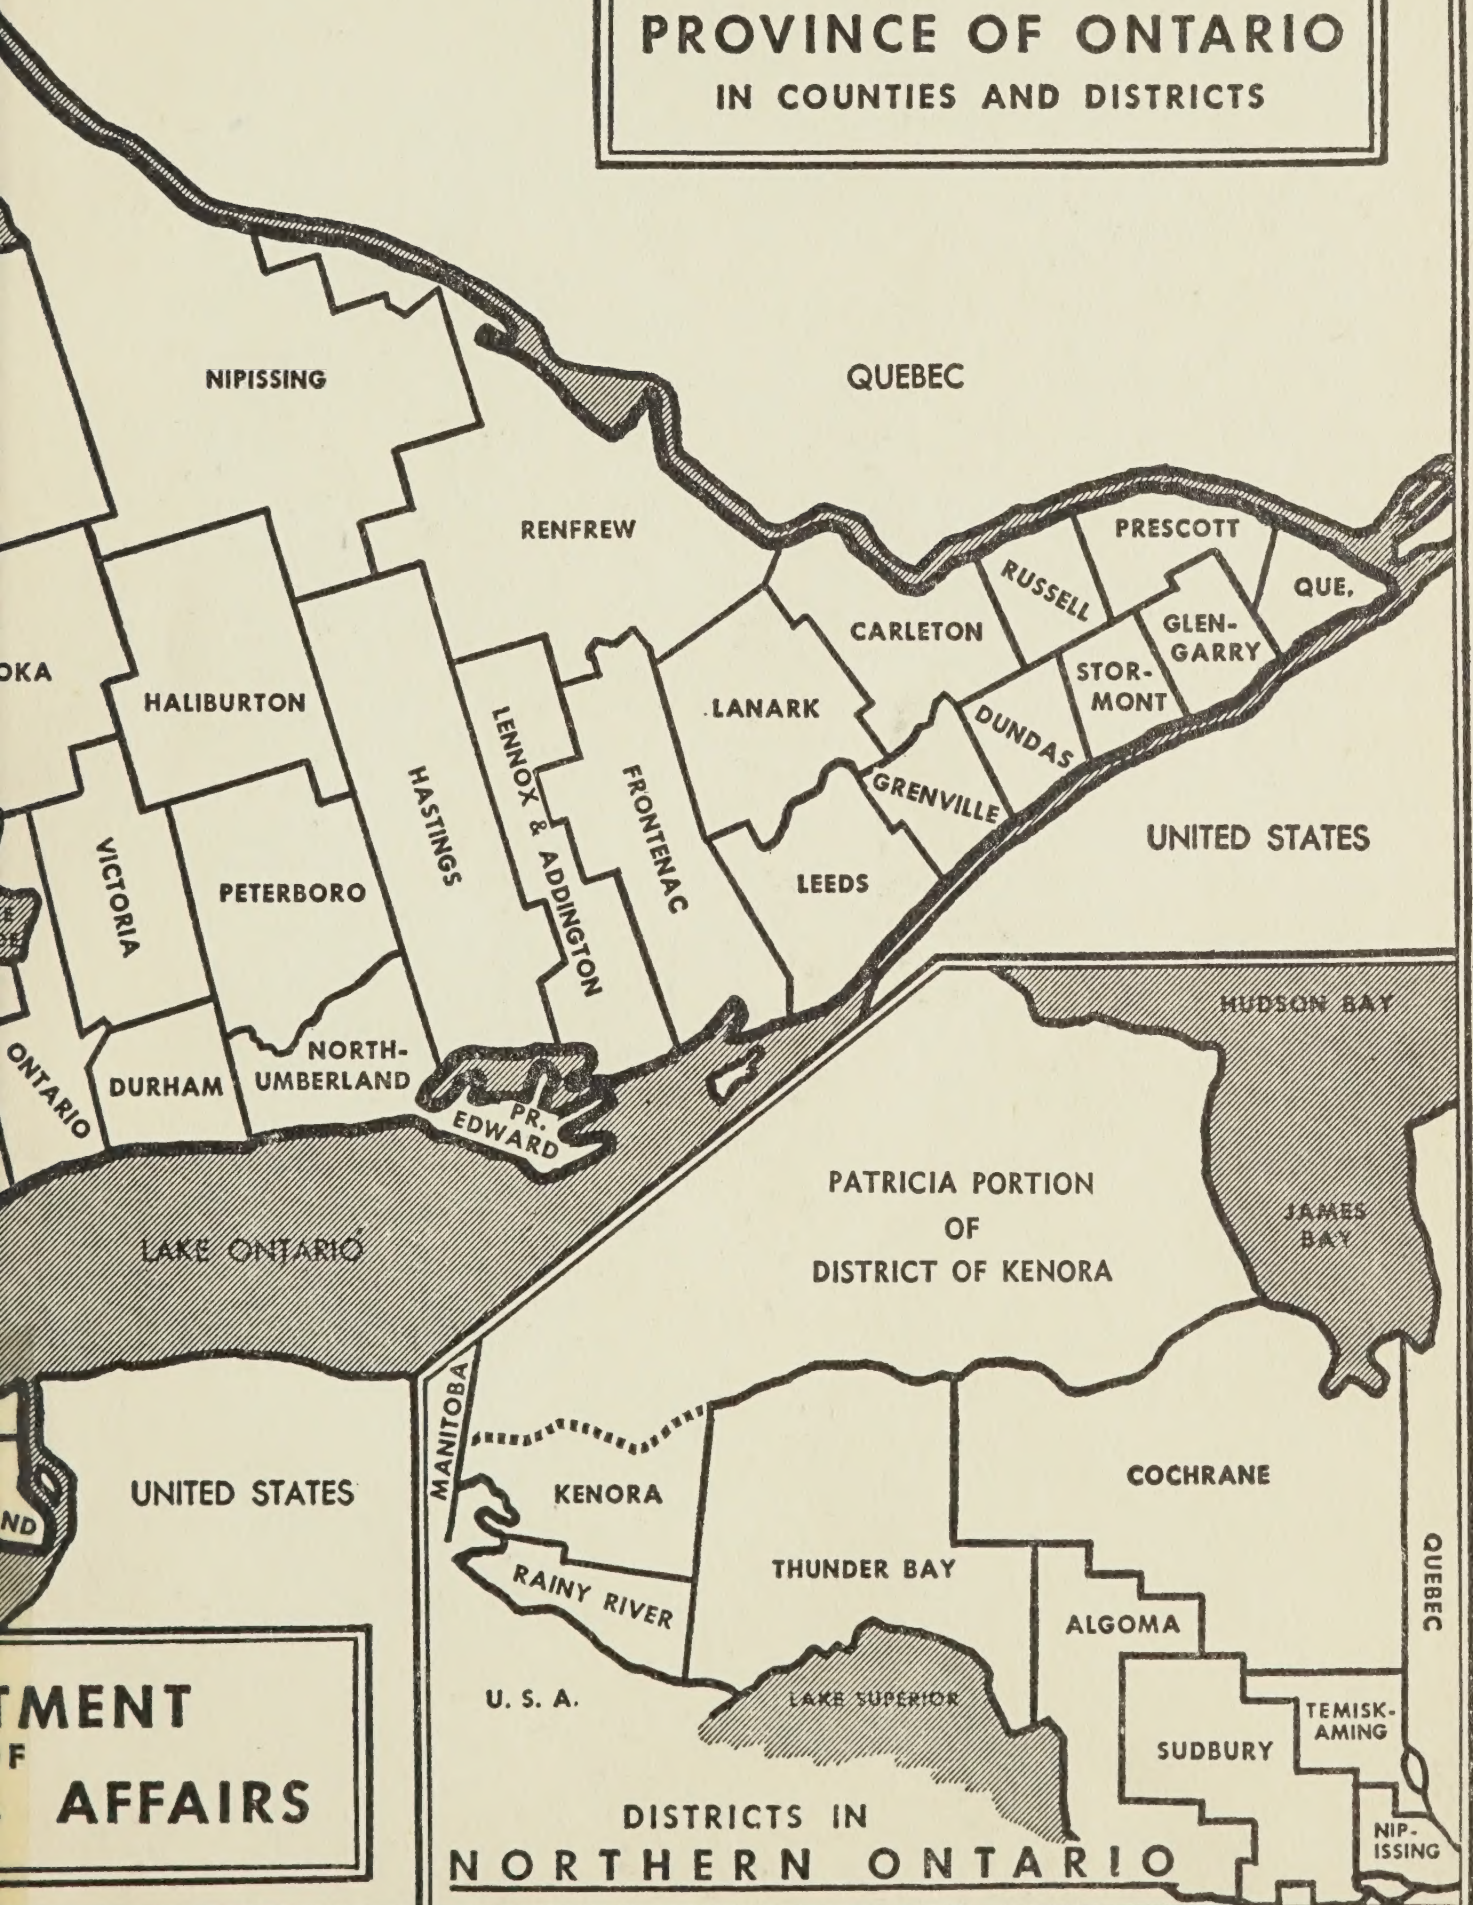 PROVINCE OF ONTARIO
IN COUNTIES AND DISTRICTS
NIPISSING
QUEBEC
RENFREW
PRESCOTT
RUSSELL
QUE.
CARLETON
GLEN-
GARRY
OKA
HALIBURTON
STOR-
MONT
LANARK
DUNDAS
LENNOX & ADDINGTON
HASTINGS
FRONTENAC
GRENVILLE
UNITED STATES
VICTORIA
PETERBORO
LEEDS
HUDSON BAY
ONTARIO
DURHAM
NORTH-
UMBERLAND
PR.
EDWARD
PATRICIA PORTION
OF
DISTRICT OF KENORA
JAMES
BAY
LAKE ONTARIO
MANITOBA
KENORA
COCHRANE
UNITED STATES
ND
THUNDER BAY
RAINY RIVER
QUEBEC
ALGOMA
U. S. A.
LAKE SUPERIOR
TEMISK-
AMING
SUDBURY
TMENT
F
AFFAIRS
DISTRICTS IN
NORTHERN ONTARIO
NIP-
ISSING